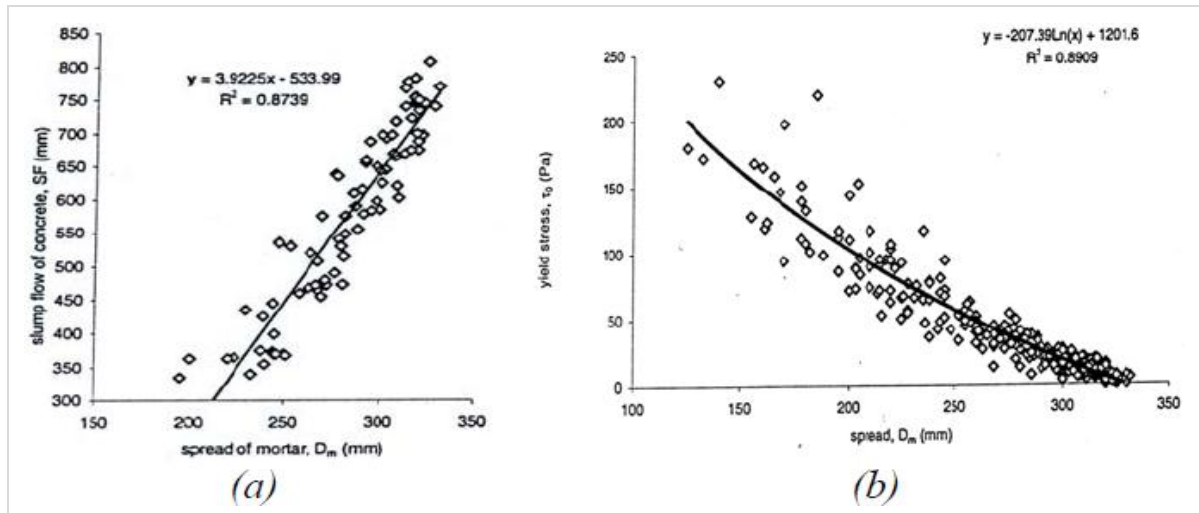 850
800
750
700
650
600
550
500
450
400
350
300
y = 3.9225x - 533.99
R² = 0.8739
slump flow of concrete, SF (mm)
150 200 250 300 350
spread of mortar, Dₘ (mm)
(a)
y = -207.39Ln(x) + 1201.6
R² = 0.8909
250
200
150
100
50
0
yield stress, τ₀ (Pa)
100 150 200 250 300 350
spread, Dₘ (mm)
(b)